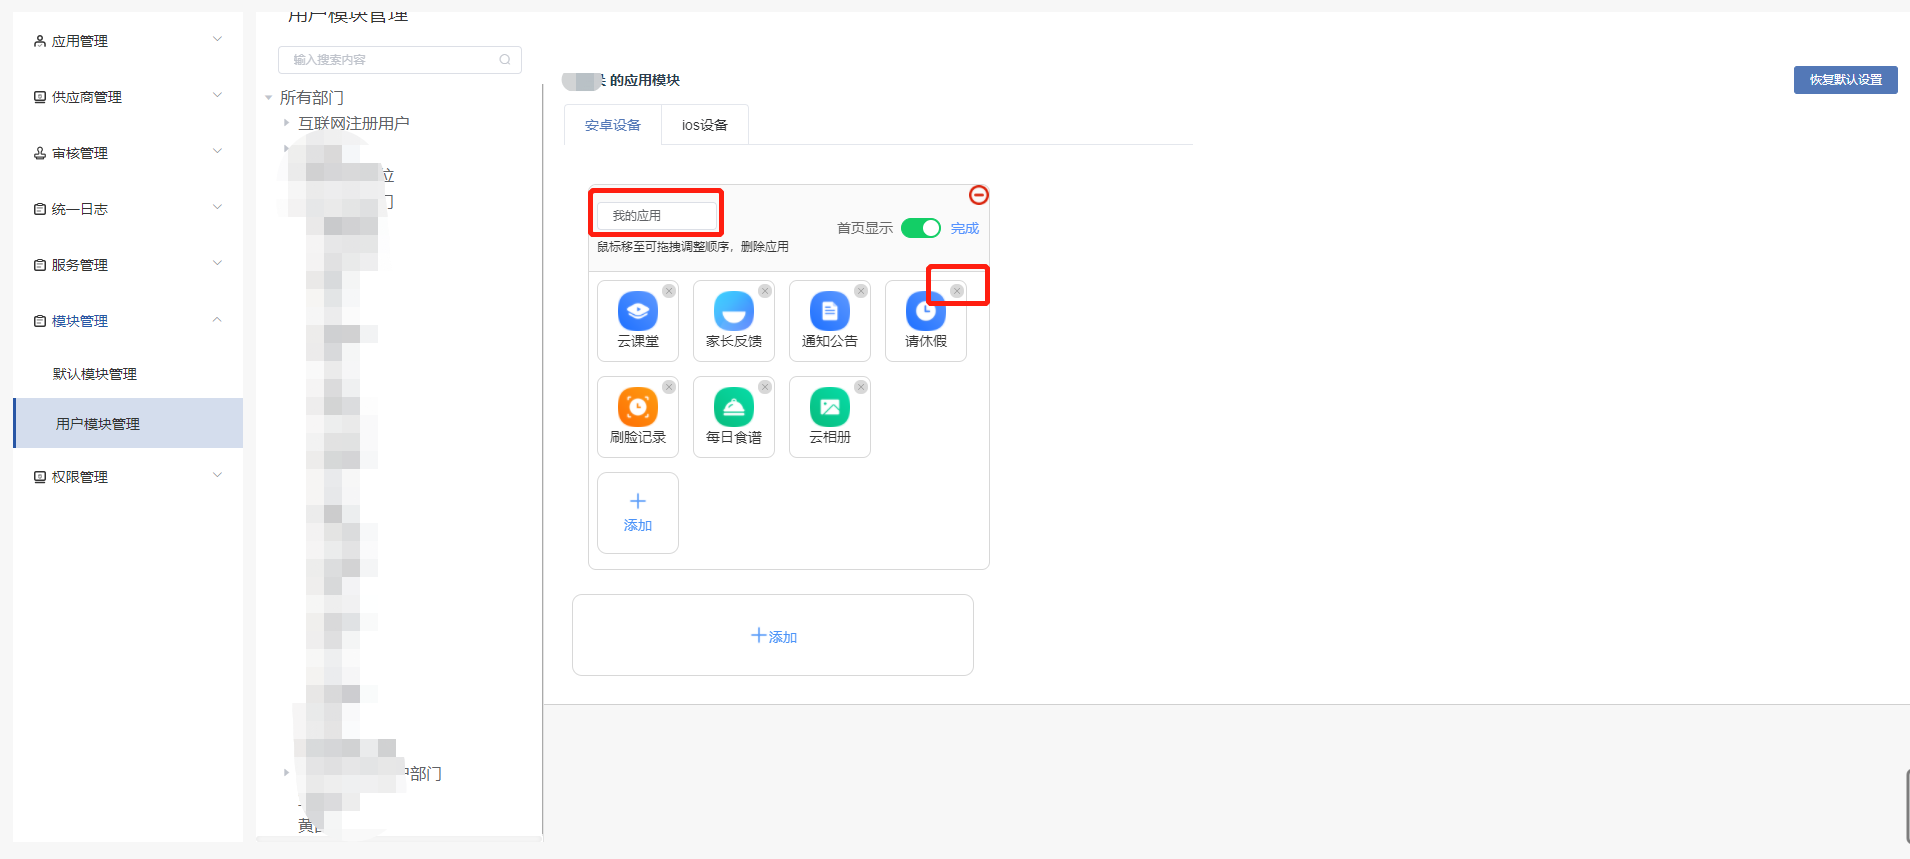 应用管理
供应商管理
审核管理
统一日志
服务管理
模块管理
默认模块管理
用户模块管理
权限管理
用户模块管理
输入搜索内容
所有部门
互联网注册用户
位
门
部门
黄
的应用模块
恢复默认设置
安卓设备
ios设备
我的应用
首页显示
完成
鼠标移至可拖拽调整顺序，删除应用
云课堂
家长反馈
通知公告
请休假
刷脸记录
每日食谱
云相册
添加
添加